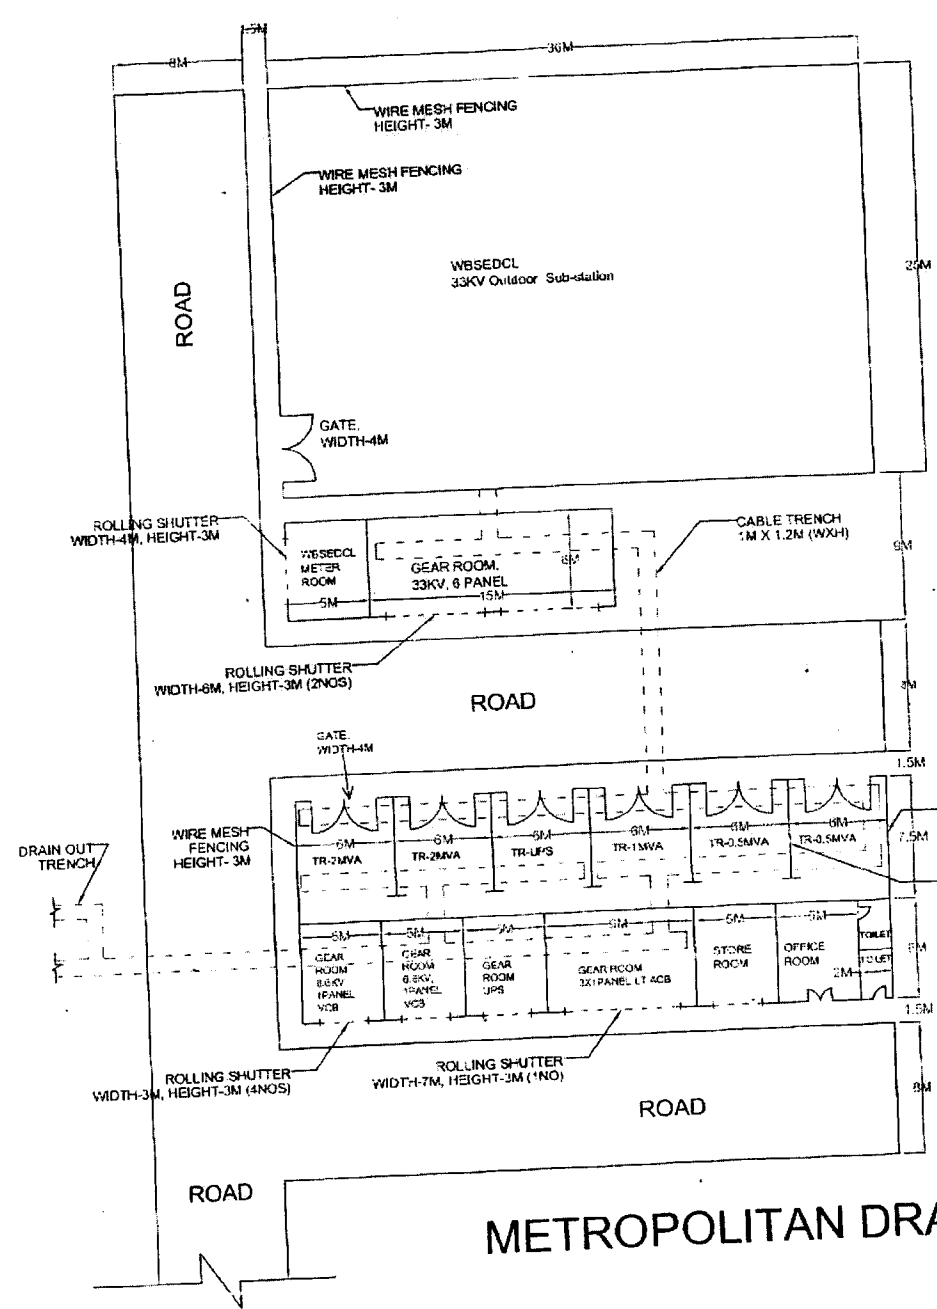 1.5M
8M
36M
WIRE MESH FENCING
HEIGHT- 3M
WIRE MESH FENCING
HEIGHT- 3M
WBSEDCL
33KV Outdoor Sub-station
25M
ROAD
GATE,
WIDTH-4M
ROLLING SHUTTER
WIDTH-4M, HEIGHT-3M
CABLE TRENCH
1M X 1.2M (WXH)
WBSEDCL
METER
ROOM
GEAR ROOM,
33KV, 6 PANEL
6M
9M
5M
15M
ROLLING SHUTTER
WIDTH-6M, HEIGHT-3M (2NOS)
ROAD
GATE,
WIDTH-4M
1.5M
WIRE MESH
FENCING
HEIGHT- 3M
6M
6M
6M
6M
6M
6M
7.5M
TR-2MVA
TR-2MVA
TR-UPS
TR-1MVA
TR-0.5MVA
TR-0.5MVA
DRAIN OUT
TRENCH
5M
5M
5M
9M
5M
5M
TOILET
TOILET
2M
GEAR
ROOM
6.6KV
1PANEL
VCB
GEAR
ROOM
6.6KV,
1PANEL
VCB
GEAR
ROOM
UPS
GEAR ROOM
3X1PANEL LT ACB
STORE
ROOM
OFFICE
ROOM
1.5M
ROLLING SHUTTER
WIDTH-3M, HEIGHT-3M (4NOS)
ROLLING SHUTTER
WIDTH-7M, HEIGHT-3M (1NO)
ROAD
8M
ROAD
METROPOLITAN DRA